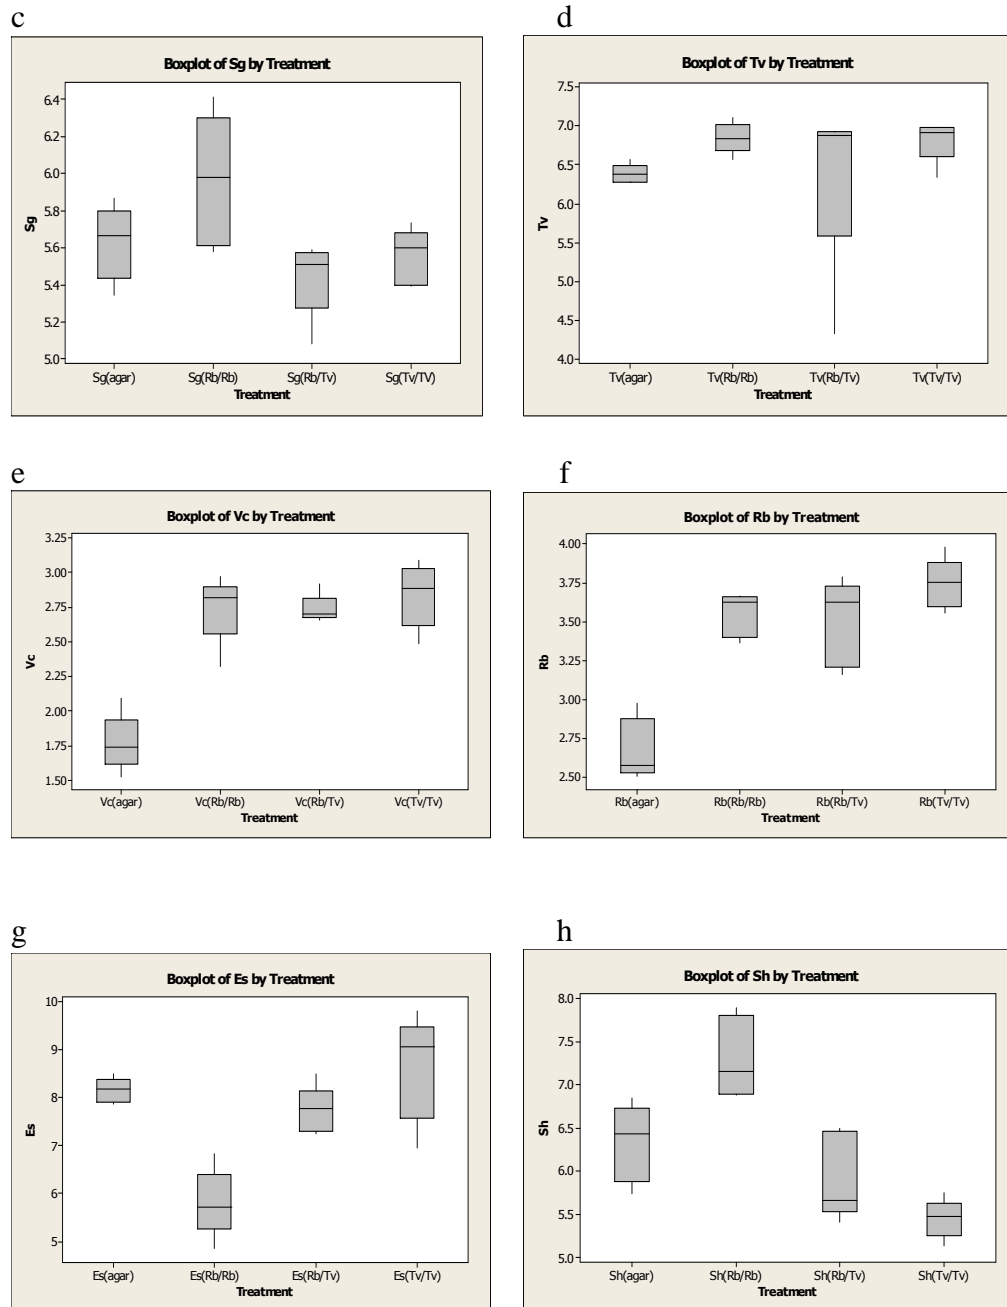 c
Boxplot of Sg by Treatment
6.4
6.2
6.0
5.8
5.6
5.4
5.2
5.0
Sg
Sg(agar) Sg(Rb/Rb) Sg(Rb/Tv) Sg(Tv/TV)
Treatment
d
Boxplot of Tv by Treatment
7.5
7.0
6.5
6.0
5.5
5.0
4.5
4.0
Tv
Tv(agar) Tv(Rb/Rb) Tv(Rb/Tv) Tv(Tv/Tv)
Treatment
e
Boxplot of Vc by Treatment
3.25
3.00
2.75
2.50
2.25
2.00
1.75
1.50
Vc
Vc(agar) Vc(Rb/Rb) Vc(Rb/Tv) Vc(Tv/Tv)
Treatment
f
Boxplot of Rb by Treatment
4.00
3.75
3.50
3.25
3.00
2.75
2.50
Rb
Rb(agar) Rb(Rb/Rb) Rb(Rb/Tv) Rb(Tv/Tv)
Treatment
g
Boxplot of Es by Treatment
10
9
8
7
6
5
Es
Es(agar) Es(Rb/Rb) Es(Rb/Tv) Es(Tv/Tv)
Treatment
h
Boxplot of Sh by Treatment
8.0
7.5
7.0
6.5
6.0
5.5
5.0
Sh
Sh(agar) Sh(Rb/Rb) Sh(Rb/Tv) Sh(Tv/Tv)
Treatment